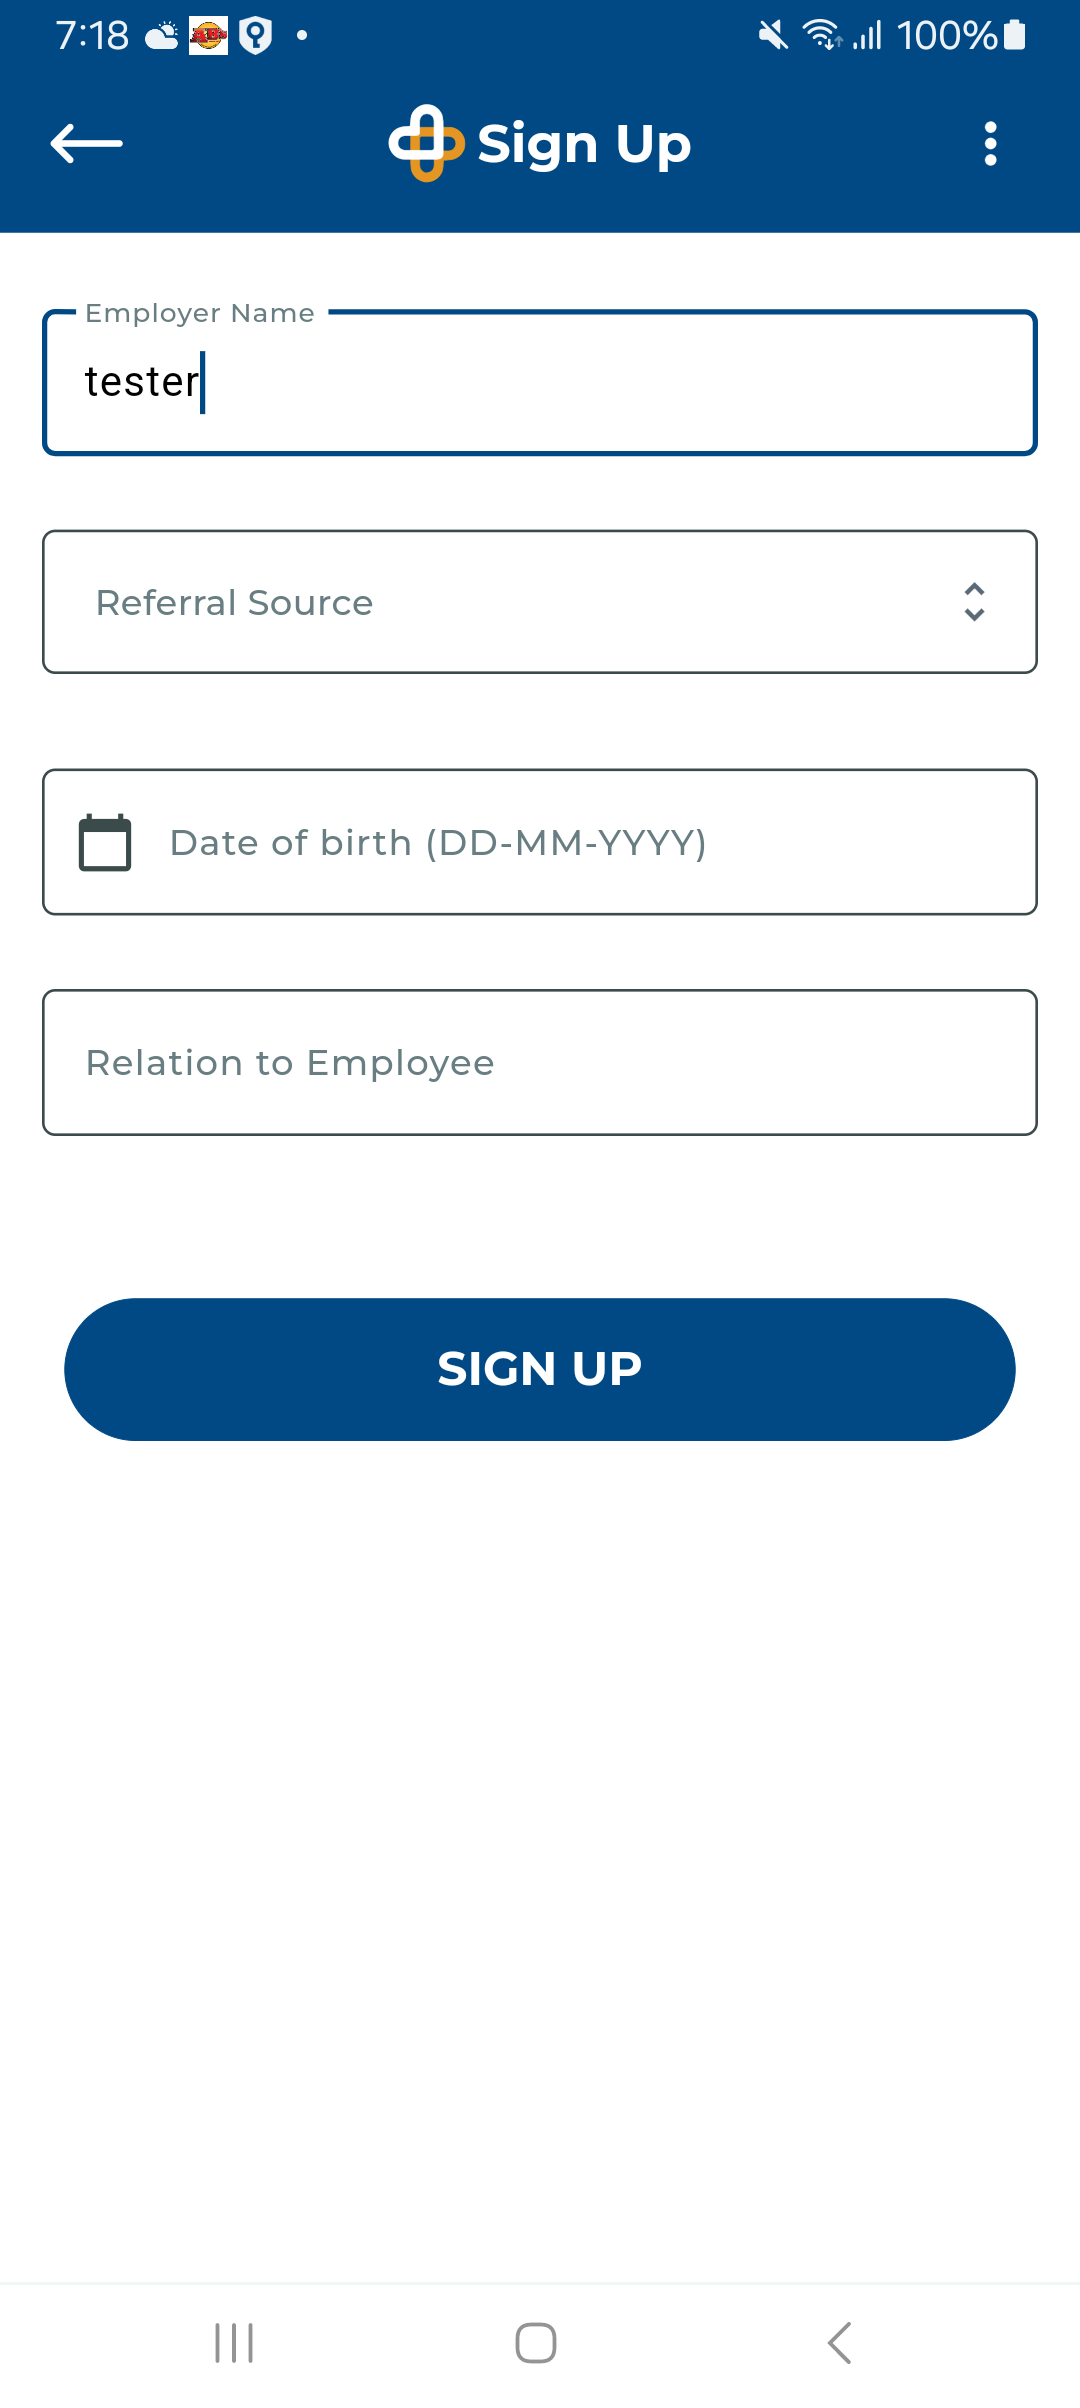 7:18
100%
Sign Up
Employer Name
tester
Referral Source
Date of birth (DD-MM-YYYY)
Relation to Employee
SIGN UP